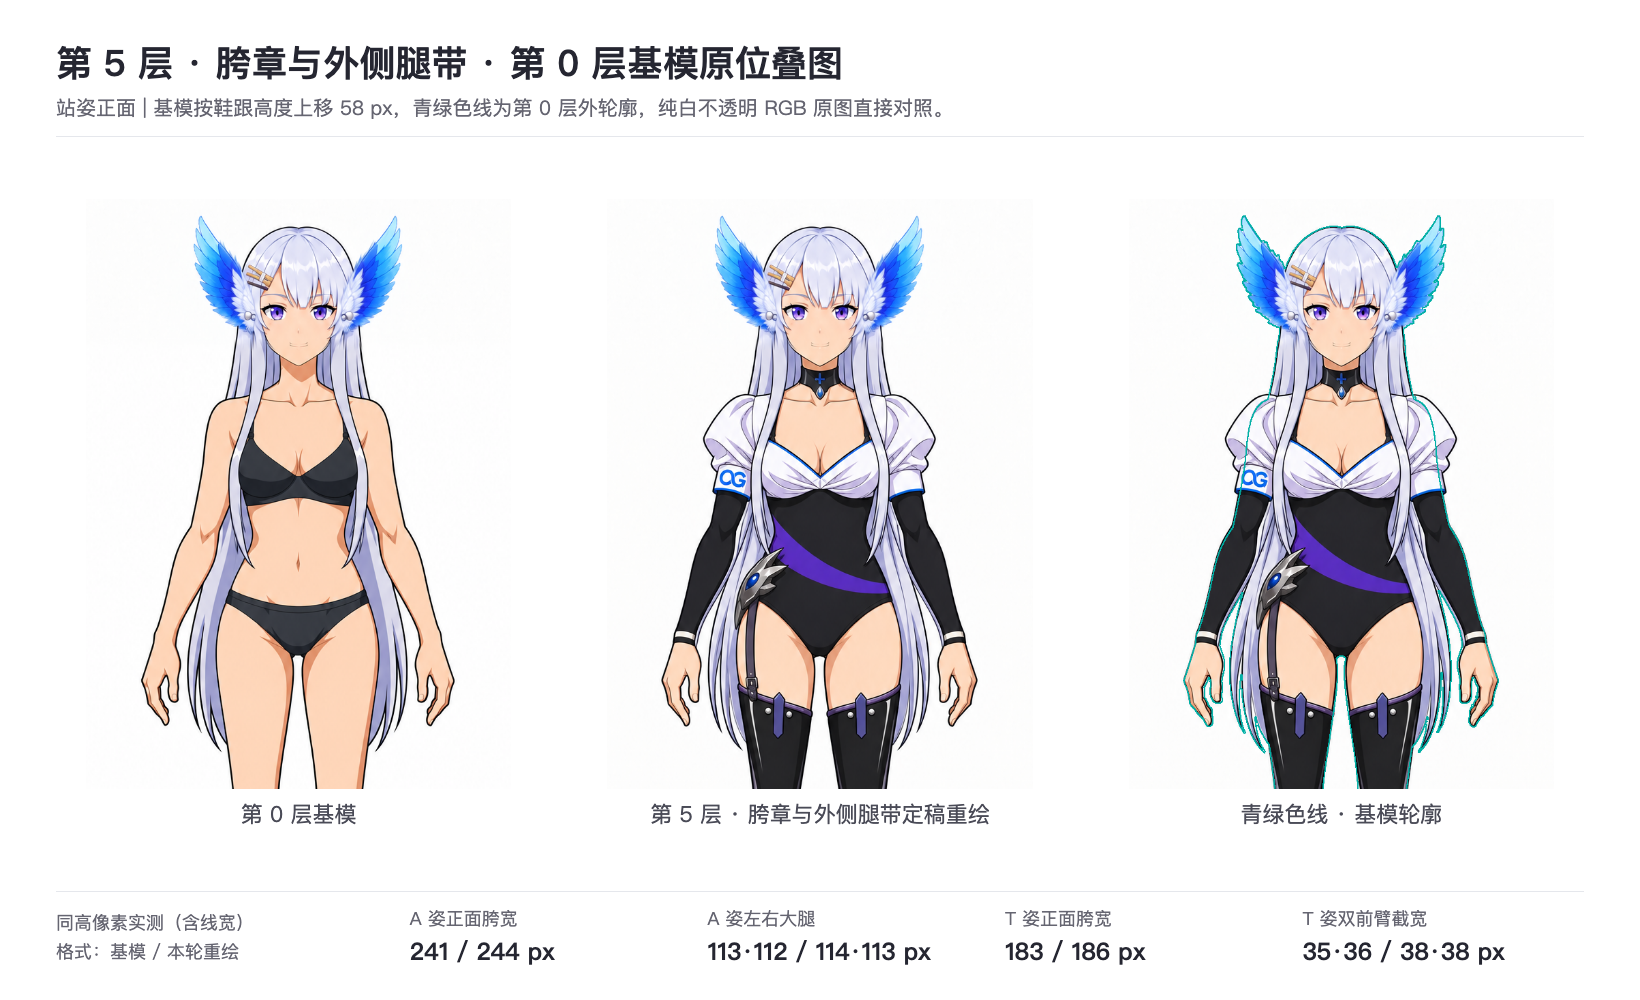 第 5 层 · 胯章与外侧腿带 · 第 0 层基模原位叠图
站姿正面 | 基模按鞋跟高度上移 58 px，青绿色线为第 0 层外轮廓，纯白不透明 RGB 原图直接对照。
OG
OG
第 0 层基模
第 5 层 · 胯章与外侧腿带定稿重绘
青绿色线 · 基模轮廓
同高像素实测（含线宽）
格式：基模 / 本轮重绘
A 姿正面胯宽
241 / 244 px
A 姿左右大腿
113·112 / 114·113 px
T 姿正面胯宽
183 / 186 px
T 姿双前臂截宽
35·36 / 38·38 px